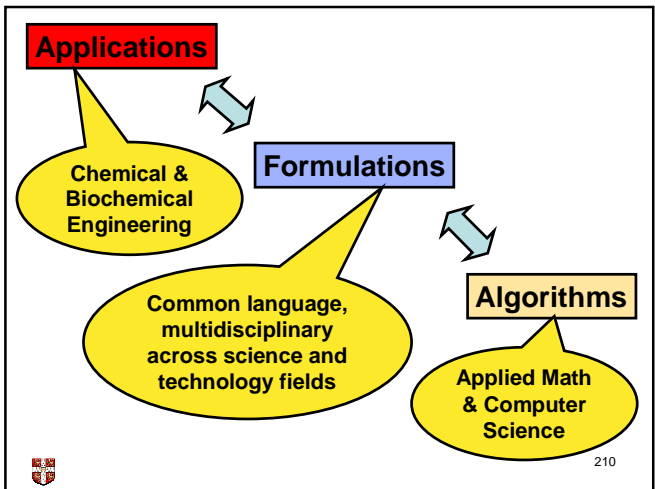 Applications
Chemical &
Biochemical
Engineering
Formulations
Common language,
multidisciplinary
across science and
technology fields
Algorithms
Applied Math
& Computer
Science
210